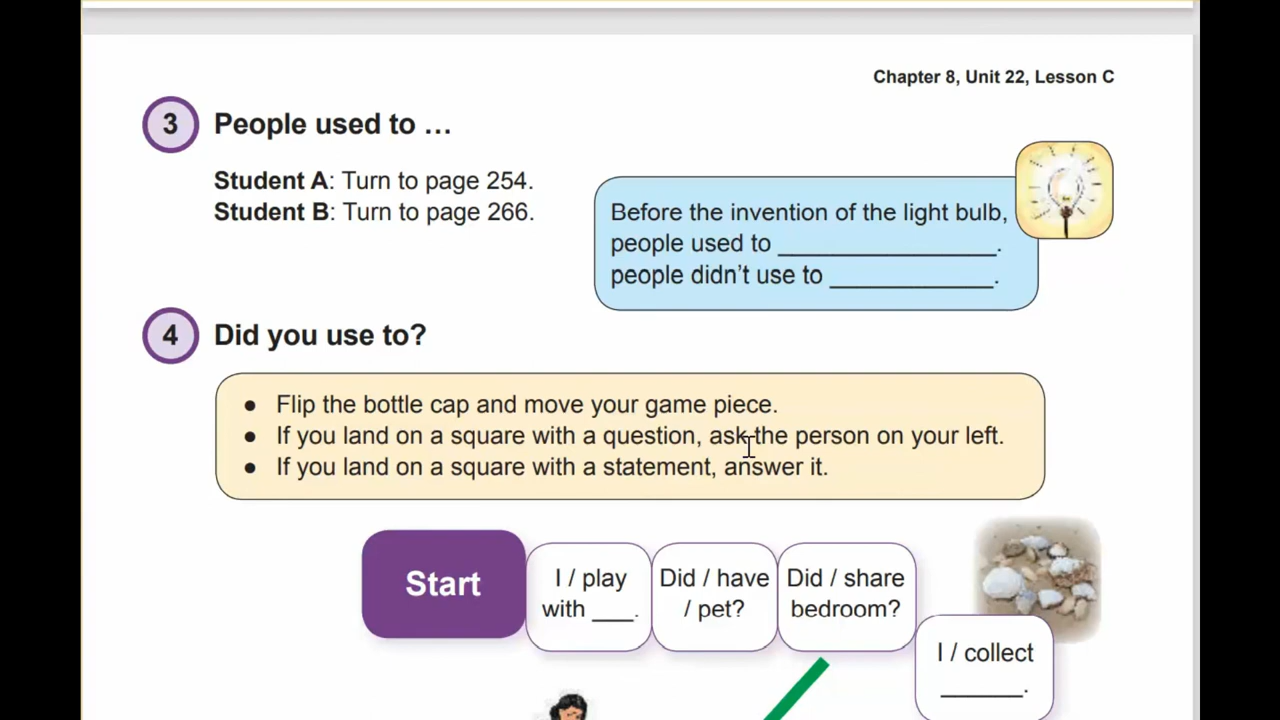 Chapter 8, Unit 22, Lesson C
3 People used to …
Student A: Turn to page 254.
Student B: Turn to page 266.
Before the invention of the light bulb,
people used to ________________.
people didn’t use to ____________.
4 Did you use to?
● Flip the bottle cap and move your game piece.
● If you land on a square with a question, ask the person on your left.
● If you land on a square with a statement, answer it.
Start
I / play
with ___.
Did / have
/ pet?
Did / share
bedroom?
I / collect
______.